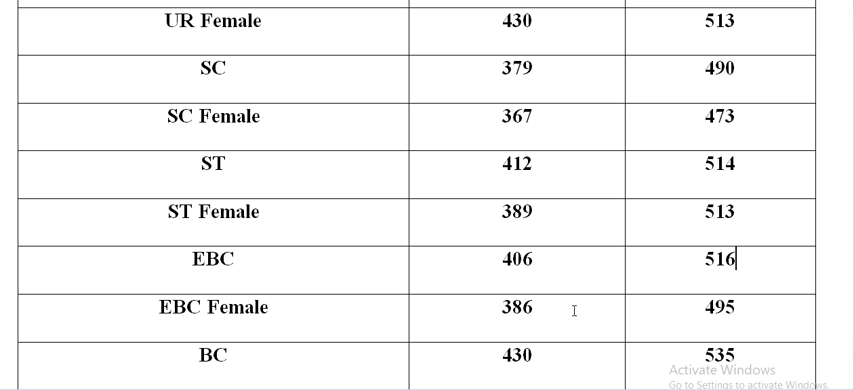 UR Female 430 513
SC 379 490
SC Female 367 473
ST 412 514
ST Female 389 513
EBC 406 516
EBC Female 386 495
BC 430 535
Activate Windows
Go to Settings to activate Windows.